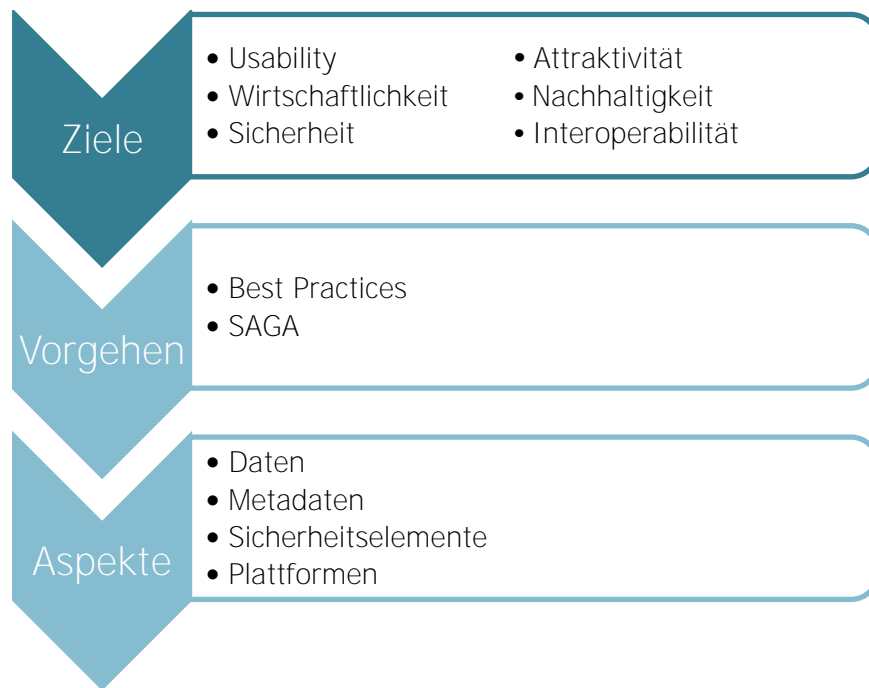 Ziele
• Usability
• Wirtschaftlichkeit
• Sicherheit
• Attraktivität
• Nachhaltigkeit
• Interoperabilität
Vorgehen
• Best Practices
• SAGA
Aspekte
• Daten
• Metadaten
• Sicherheitselemente
• Plattformen